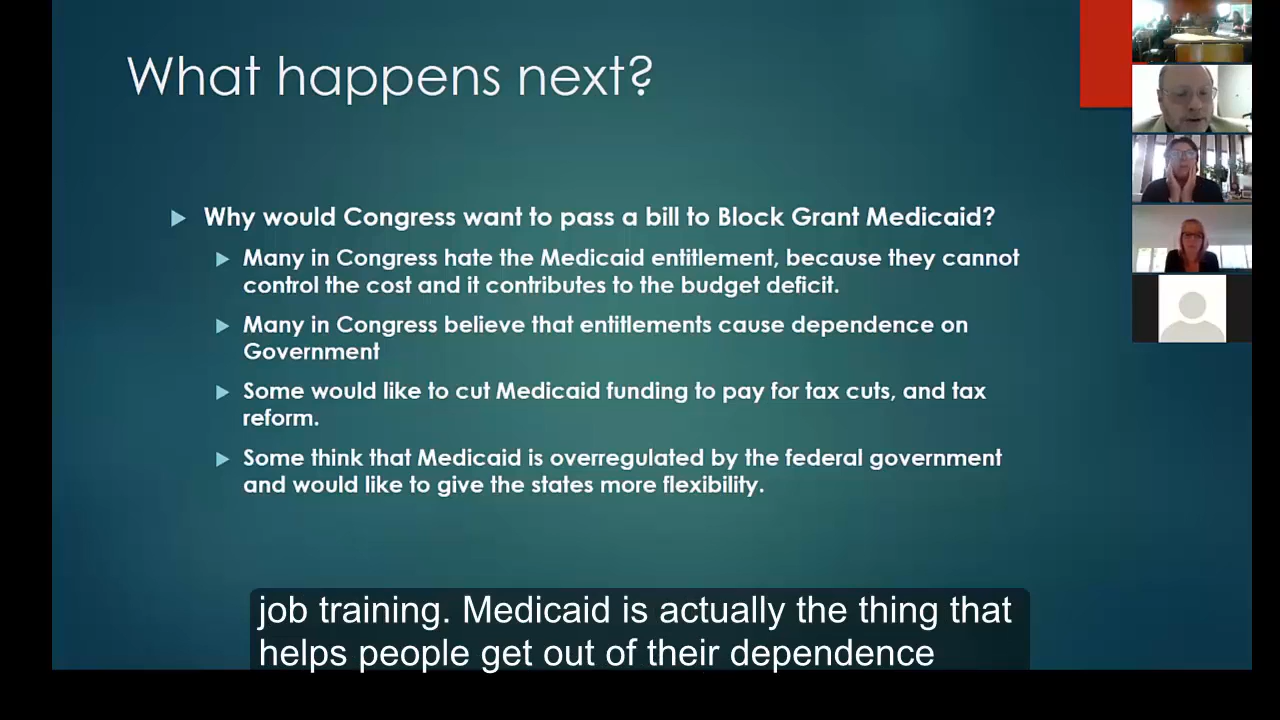 What happens next?
Why would Congress want to pass a bill to Block Grant Medicaid?
Many in Congress hate the Medicaid entitlement, because they cannot
control the cost and it contributes to the budget deficit.
Many in Congress believe that entitlements cause dependence on
Government
Some would like to cut Medicaid funding to pay for tax cuts, and tax
reform.
Some think that Medicaid is overregulated by the federal government
and would like to give the states more flexibility.
job training. Medicaid is actually the thing that
helps people get out of their dependence